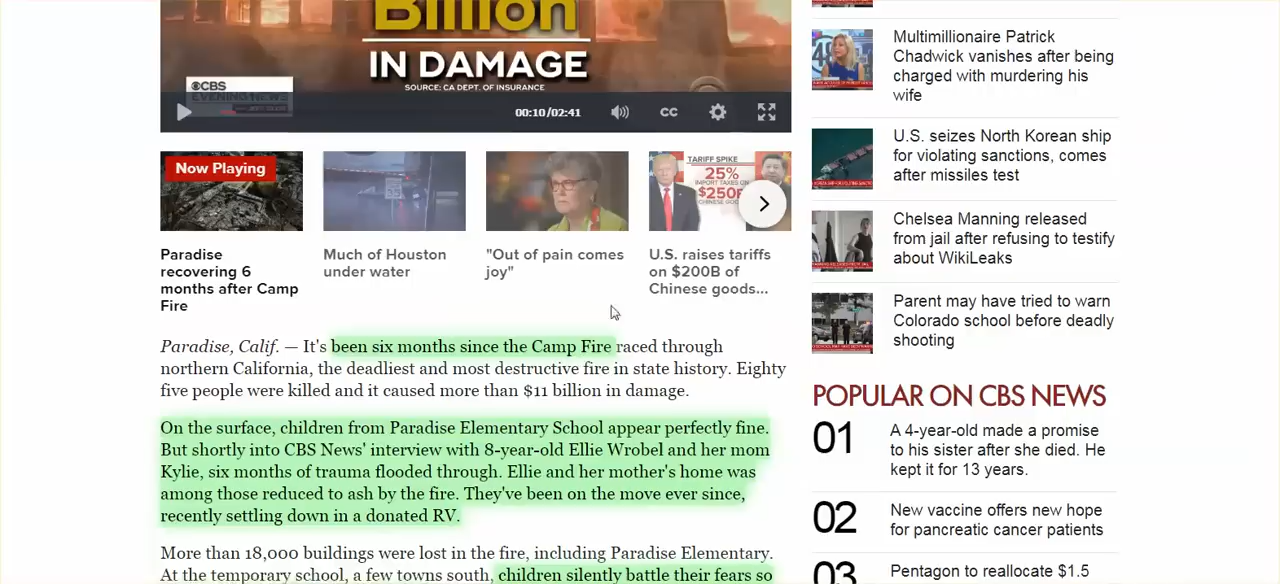 Billion
IN DAMAGE
SOURCE: CA DEPT. OF INSURANCE
CBS
EVENING NEWS
00:10/02:41
CC
Now Playing
TARIFF SPIKE
25%
IMPORT TAXES ON
CHINESE GOODS
Paradise
recovering 6
months after Camp
Fire
Much of Houston
under water
"Out of pain comes
joy"
U.S. raises tariffs
on $200B of
Chinese goods...
Paradise, Calif. — It's been six months since the Camp Fire raced through
northern California, the deadliest and most destructive fire in state history. Eighty
five people were killed and it caused more than $11 billion in damage.
On the surface, children from Paradise Elementary School appear perfectly fine.
But shortly into CBS News' interview with 8-year-old Ellie Wrobel and her mom
Kylie, six months of trauma flooded through. Ellie and her mother's home was
among those reduced to ash by the fire. They've been on the move ever since,
recently settling down in a donated RV.
More than 18,000 buildings were lost in the fire, including Paradise Elementary.
At the temporary school, a few towns south, children silently battle their fears so
Multimillionaire Patrick
Chadwick vanishes after being
charged with murdering his
wife
U.S. seizes North Korean ship
for violating sanctions, comes
after missiles test
Chelsea Manning released
from jail after refusing to testify
about WikiLeaks
Parent may have tried to warn
Colorado school before deadly
shooting
POPULAR ON CBS NEWS
01
A 4-year-old made a promise
to his sister after she died. He
kept it for 13 years.
02
New vaccine offers new hope
for pancreatic cancer patients
03
Pentagon to reallocate $1.5